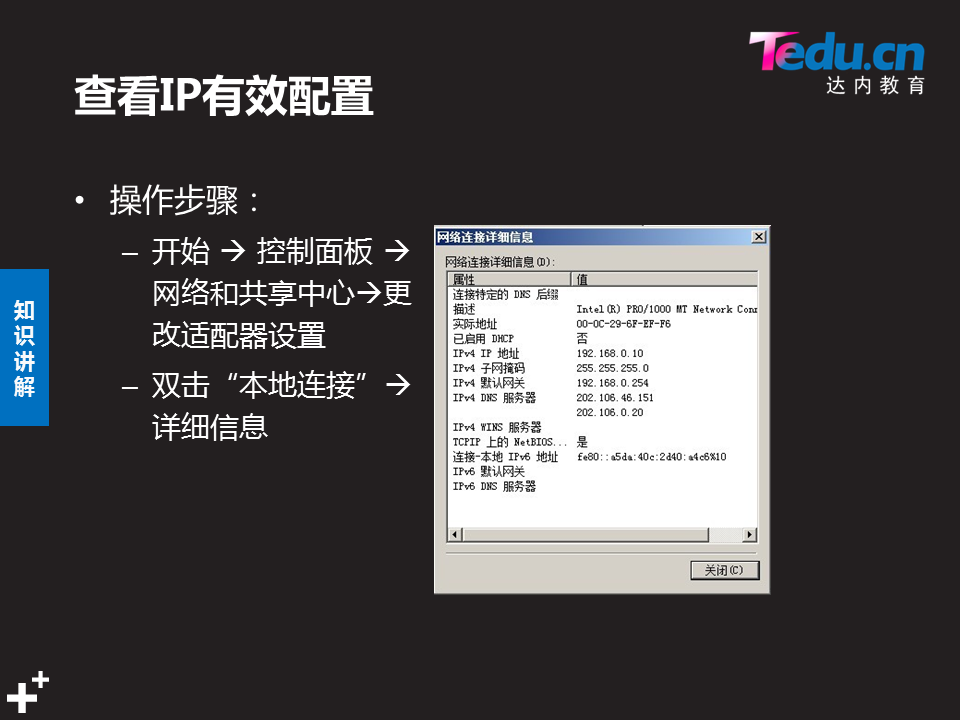 Tedu.cn
达内教育
查看IP有效配置
• 操作步骤：
– 开始 → 控制面板 →
网络和共享中心→更
改适配器设置
– 双击“本地连接” →
详细信息
知
识
讲
解
网络连接详细信息
网络连接详细信息(D):
属性 值
连接特定的 DNS 后缀
描述 Intel(R) PRO/1000 MT Network Conn
实际地址 00-0C-29-6F-EF-F6
已启用 DHCP 否
IPv4 IP 地址 192.168.0.10
IPv4 子网掩码 255.255.255.0
IPv4 默认网关 192.168.0.254
IPv4 DNS 服务器 202.106.46.151
202.106.0.20
IPv4 WINS 服务器
TCPIP 上的 NetBIOS... 是
连接-本地 IPv6 地址 fe80::a5da:40c:2d40:a4c6%10
IPv6 默认网关
IPv6 DNS 服务器
关闭(C)